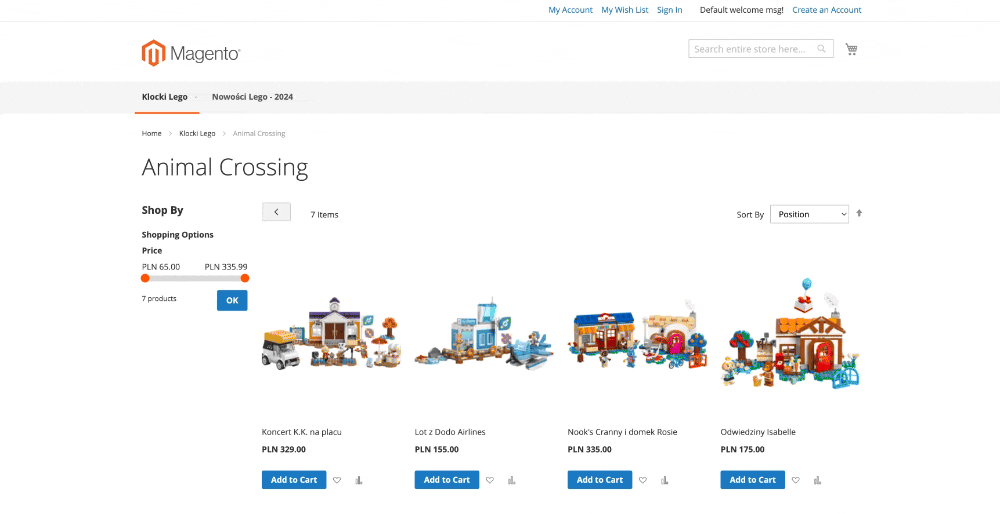 My Account My Wish List Sign In Default welcome msg! Create an Account
Magento
Search entire store here...
Klocki Lego Nowości Lego - 2024
Home Klocki Lego Animal Crossing
Animal Crossing
Shop By
7 Items
Sort By Position
Shopping Options
Price
PLN 65.00 PLN 335.99
7 products OK
Koncert K.K. na placu Lot z Dodo Airlines Nook's Cranny i domek Rosie Odwiedziny Isabelle
PLN 329.00 PLN 155.00 PLN 335.00 PLN 175.00
Add to Cart Add to Cart Add to Cart Add to Cart